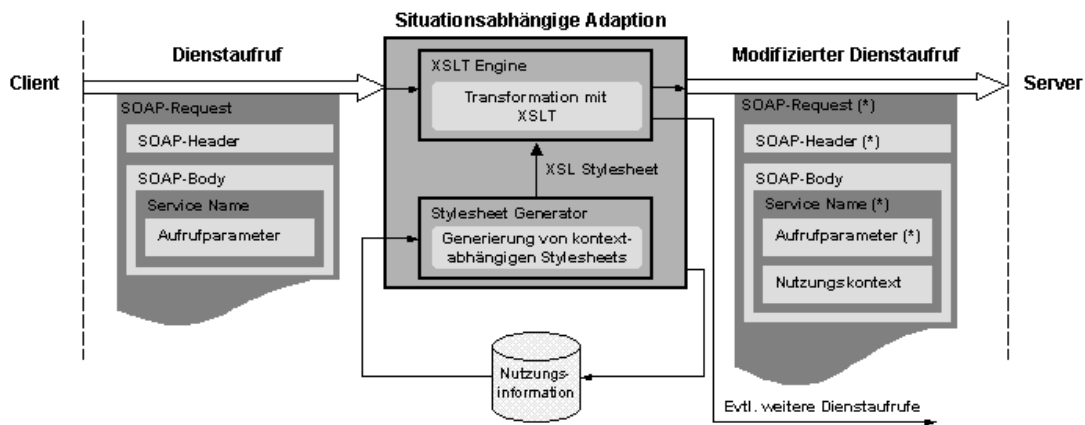 Situationsabhängige Adaption
Dienstaufruf
Modifizierter Dienstaufruf
Client
Server
SOAP-Request
SOAP-Header
SOAP-Body
Service Name
Aufrufparameter
XSLT Engine
Transformation mit
XSLT
XSL Stylesheet
Stylesheet Generator
Generierung von kontext-
abhängigen Stylesheets
Nutzungs-
information
SOAP-Request (*)
SOAP-Header (*)
SOAP-Body
Service Name (*)
Aufrufparameter (*)
Nutzungskontext
Evtl. weitere Dienstaufrufe